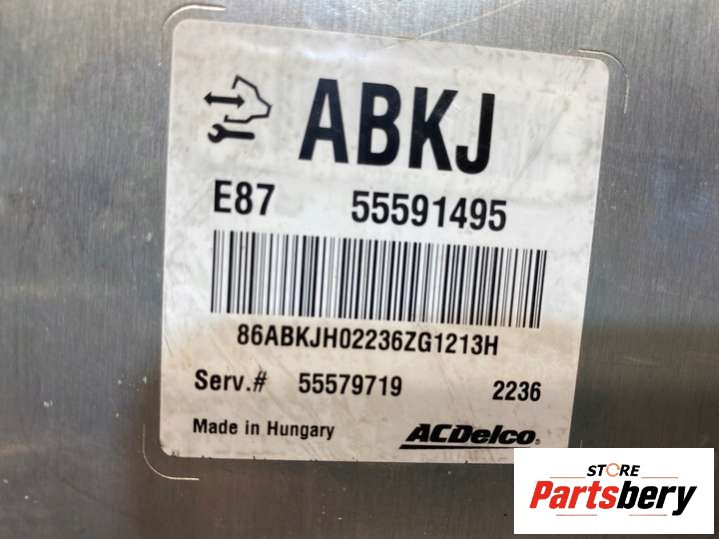 ABKJ
E87 55591495
86ABKJH02236ZG1213H
Serv.# 55579719 2236
Made in Hungary ACDelco
STORE
Partsbery